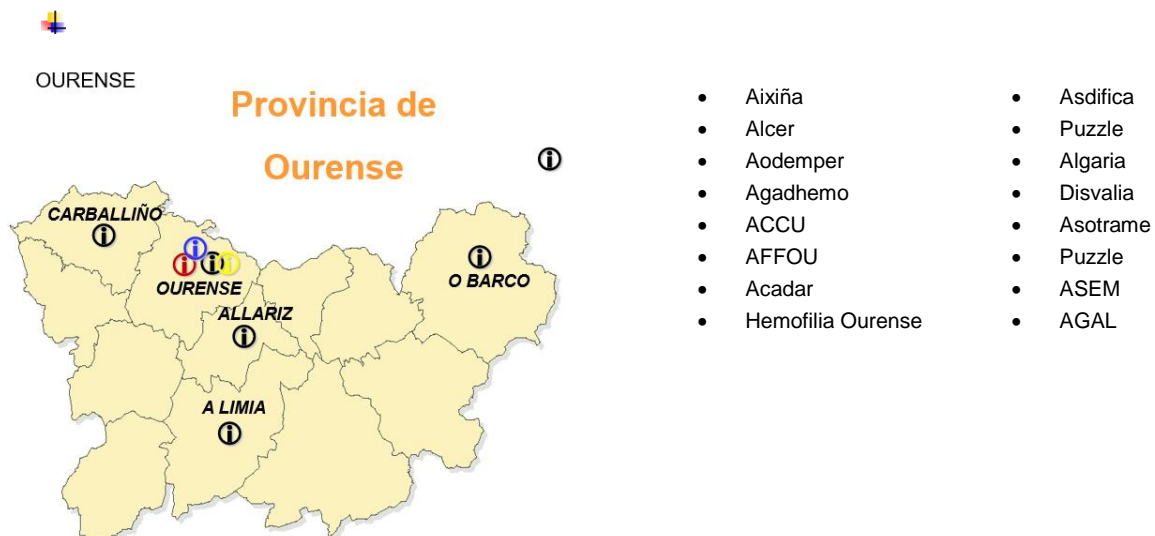 OURENSE
Provincia de
Ourense
CARBALLIÑO
OURENSE
O BARCO
ALLARIZ
A LIMIA
• Aixiña
• Alcer
• Aodemper
• Agadhemo
• ACCU
• AFFOU
• Acadar
• Hemofilia Ourense
• Asdifica
• Puzzle
• Algaria
• Disvalia
• Asotrame
• Puzzle
• ASEM
• AGAL